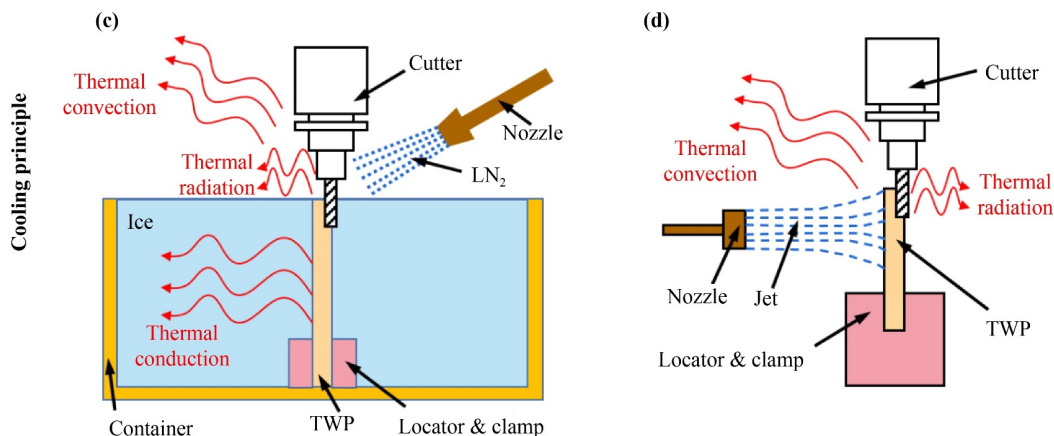 Cooling principle
(c)
Thermal
convection
Cutter
Nozzle
Thermal
radiation
LN₂
Ice
Thermal
conduction
Container
TWP
Locator & clamp
(d)
Cutter
Thermal
convection
Thermal
radiation
Nozzle
Jet
TWP
Locator & clamp